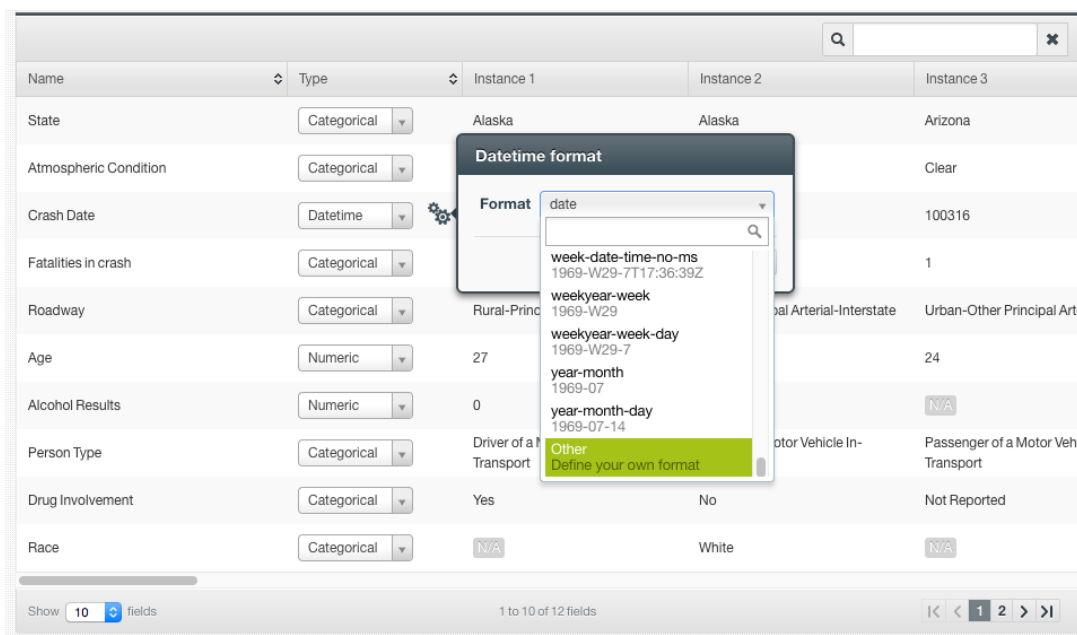 Name Type Instance 1 Instance 2 Instance 3
State Categorical Alaska Alaska Arizona
Datetime format
Atmospheric Condition Categorical Clear
Format date
Crash Date Datetime 100316
week-date-time-no-ms
Fatalities in crash Categorical 1
1969-W29-7T17:36:39Z
weekyear-week
Roadway Categorical Rural-Princ 1969-W29 pal Arterial-Interstate Urban-Other Principal Art
weekyear-week-day
1969-W29-7
Age Numeric 27 24
year-month
1969-07
Alcohol Results Numeric 0 N/A
year-month-day
1969-07-14
Person Type Categorical Driver of a M otor Vehicle In- Passenger of a Motor Veh
Other
Transport Define your own format Transport
Drug Involvement Categorical Yes No Not Reported
Race Categorical N/A White N/A
Show 10 fields 1 to 10 of 12 fields 1 2